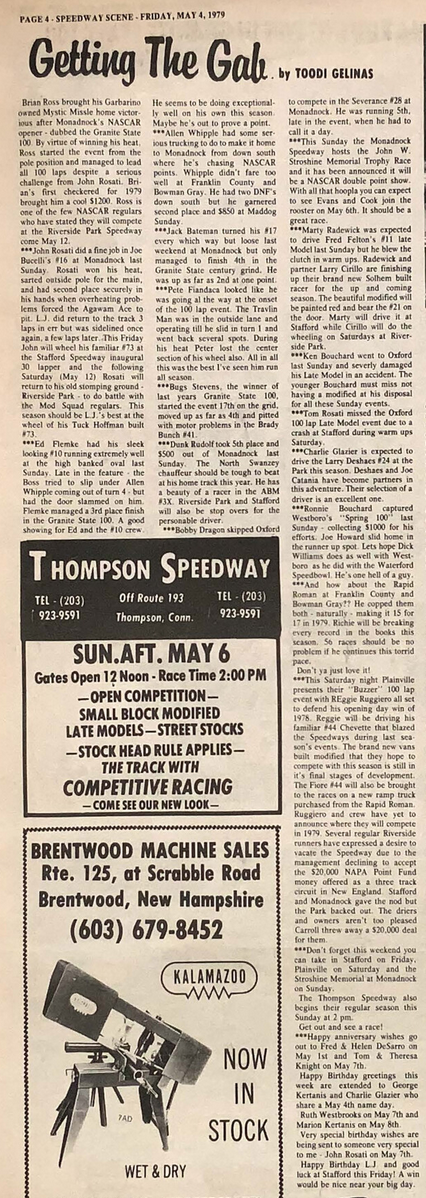 PAGE 4 - SPEEDWAY SCENE - FRIDAY, MAY 4, 1979
Getting The Gab. by TOODI GELINAS
Brian Ross brought his Garbarino
owned Mystic Missle home victor-
ious after Monadnock's NASCAR
opener - dubbed the Granite State
100. By virtue of winning his heat,
Ross started the event from the
pole position and managed to lead
all 100 laps despite a serious
challenge from John Rosati. Bri-
an's first checkered for 1979
brought him a cool $1200. Ross is
one of the few NASCAR regulars
who have stated they will compete
at the Riverside Park Speedway
come May 12.
***John Rosati did a fine job in Joe
Bucelli's #16 at Monadnock last
Sunday. Rosati won his heat,
sarted outside pole for the main,
and had second place securely in
his hands when overheating prob-
lems forced the Agawam Ace to
pit. L.J. did return to the track 3
laps in err but was sidelined once
again, a few laps later. This Friday
John will wheel his familiar #73 at
the Stafford Speedway inaugural
30 lapper and the following
Saturday (May 12) Rosati will
return to his old stomping ground -
Riverside Park - to do battle with
the Mod Squad regulars. This
season should be L.J.'s best at the
wheel of his Tuck Hoffman built
#73.
***Ed Flemke had his sleek
looking #10 running extremely well
at the high banked oval last
Sunday. Late in the feature - the
Boss tried to slip under Allen
Whipple coming out of turn 4 - but
had the door slammed on him.
Flemke managed a 3rd place finish
in the Granite State 100. A good
showing for Ed and the #10 crew.
He seems to be doing exceptional-
ly well on his own this season.
Maybe he's out to prove a point.
***Allen Whipple had some ser-
ious trucking to do to make it home
to Monadnock from down south
where he's chasing NASCAR
points. Whipple didn't fare too
well at Franklin County and
Bowman Gray. He had two DNF's
down south but he garnered
second place and $850 at Maddog
Sunday.
***Jack Bateman turned his #17
every which way but loose last
weekend at Monadnock but only
managed to finish 4th in the
Granite State century grind. He
was up as far as 2nd at one point.
***Pete Fiandaca looked like he
was going all the way at the onset
of the 100 lap event. The Travlin
Man was in the outside lane and
operating till he slid in turn 1 and
went back several spots. During
his heat Peter lost the center
section of his wheel also. All in all
this was the best I've seen him run
all season.
***Bugs Stevens, the winner of
last years Granite State 100,
started the event 17th on the grid,
moved up as far as 4th and pitted
with motor problems in the Brady
Bunch #41.
***Dunk Rudolf took 5th place and
$500 out of Monadnock last
Sunday. The North Swanzey
chauffeur should be tough to beat
at his home track this year. He has
a beauty of a racer in the ABM
#3X. Riverside Park and Stafford
will also be stop overs for the
personable driver.
***Bobby Dragon skipped Oxford
to compete in the Severance #28 at
Monadnock. He was running 5th,
late in the event, when he had to
call it a day.
***This Sunday the Monadnock
Speedway hosts the John W.
Stroshine Memorial Trophy Race
and it has been announced it will
be a NASCAR double point show.
With all that hoopla you can expect
to see Evans and Cook join the
rooster on May 6th. It should be a
great race.
***Marty Radewick was expected
to drive Fred Felton's #11 late
Model last Sunday but he blew the
clutch in warm ups. Radewick and
partner Larry Cirillo are finishing
up their brand new Solhem built
racer for the up and coming
season. The beautiful modified will
be painted red and bear the #21 on
the door. Marty will drive it at
Stafford while Cirillo will do the
wheeling on Saturdays at River-
side Park.
***Ken Bouchard went to Oxford
last Sunday and severly damaged
his Late Model in an accident. The
younger Bouchard must miss not
having a modified at his disposal
for all these Sunday events.
***Tom Rosati missed the Oxford
100 lap Late Model event due to a
crash at Stafford during warm ups
Saturday.
***Charlie Glazier is expected to
drive the Larry Deshaes #24 at the
Park this season. Deshaes and Joe
Catania have become partners in
this adventure. Their selection of a
driver is an excellent one.
***Ronnie Bouchard captured
Westboro's "Spring 100" last
Sunday - collecting $1000 for his
efforts. Joe Howard slid home in
the runner up spot. Lets hope Dick
Williams does as well with West-
boro as he did with the Waterford
Speedbowl. He's one hell of a guy.
***And how about the Rapid
Roman at Franklin County and
Bowman Gray?? He copped them
both - naturally - making it 15 for
17 in 1979. Richie will be breaking
every record in the books this
season. 56 races should be no
problem if he continues this torrid
pace.
Don't ya just love it!
***This Saturday night Plainville
presents their "Buzzer" 100 lap
event with REggie Ruggiero all set
to defend his opening day win of
1978. Reggie will be driving his
familiar #44 Chevette that blazed
the Speedways during last sea-
son's events. The brand new vans
built modified that they hope to
compete with this season is still in
it's final stages of development.
The Fiore #44 will also be brought
to the races on a new ramp truck
purchased from the Rapid Roman.
Ruggiero and crew have yet to
announce where they will compete
in 1979. Several regular Riverside
runners have expressed a desire to
vacate the Speedway due to the
management declining to accept
the $20,000 NAPA Point Fund
money offered as a three track
circuit in New England. Stafford
and Monadnock gave the nod but
the Park backed out. The driers
and owners aren't too pleased
Carroll threw away a $20,000 deal
for them.
***Don't forget this weekend you
can take in Stafford on Friday,
Plainville on Saturday and the
Stroshine Memorial at Monadnock
on Sunday.
The Thompson Speedway also
begins their regular season this
Sunday at 2 pm.
Get out and see a race!
***Happy anniversary wishes go
out to Fred & Helen DeSarro on
May 1st and Tom & Theresa
Knight on May 7th.
Happy Birthday greetings this
week are extended to George
Kertanis and Charlie Glazier who
share a May 4th name day.
Ruth Westbrooks on May 7th and
Marion Kertanis on May 8th.
Very special birthday wishes are
being sent to someone very special
to me - John Rosati on May 7th.
Happy Birthday L.J and good
luck at Stafford this Friday! A win
would be nice near your big day.
THOMPSON SPEEDWAY
TEL - (203)
923-9591
Off Route 193
Thompson, Conn.
TEL - (203)
923-9591
SUN.AFT. MAY 6
Gates Open 12 Noon - Race Time 2:00 PM
—OPEN COMPETITION—
SMALL BLOCK MODIFIED
LATE MODELS—STREET STOCKS
—STOCK HEAD RULE APPLIES—
THE TRACK WITH
COMPETITIVE RACING
—COME SEE OUR NEW LOOK—
BRENTWOOD MACHINE SALES
Rte. 125, at Scrabble Road
Brentwood, New Hampshire
(603) 679-8452
KALAMAZOO
7AD
NOW
IN
STOCK
WET & DRY